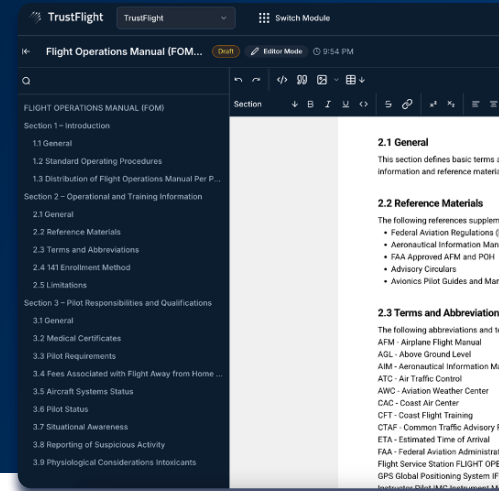 TrustFlight
TrustFlight
Switch Module
Flight Operations Manual (FOM...
Draft
Editor Mode
9:54 PM
Section
B I U
S
x² x₂
FLIGHT OPERATIONS MANUAL (FOM)
Section 1 – Introduction
1.1 General
1.2 Standard Operating Procedures
1.3 Distribution of Flight Operations Manual Per P...
Section 2 – Operational and Training Information
2.1 General
2.2 Reference Materials
2.3 Terms and Abbreviations
2.4 141 Enrollment Method
2.5 Limitations
Section 3 – Pilot Responsibilities and Qualifications
3.1 General
3.2 Medical Certificates
3.3 Pilot Requirements
3.4 Fees Associated with Flight Away from Home ...
3.5 Aircraft Systems Status
3.6 Pilot Status
3.7 Situational Awareness
3.8 Reporting of Suspicious Activity
3.9 Physiological Considerations Intoxicants
2.1 General
This section defines basic terms
information and reference
2.2 Reference Materials
The following references
• Federal Aviation Regulations (
• Aeronautical Information
• FAA Approved AFM and POH
• Advisory Circulars
• Avionics Pilot Guides and
2.3 Terms and Abbreviation
The following abbreviations and
AFM - Airplane Flight Manual
AGL - Above Ground Level
AIM - Aeronautical Information
ATC - Air Traffic Control
AWC - Aviation Weather Center
CAC - Coast Air Center
CFT - Coast Flight Training
CTAF - Common Traffic Advisory
ETA - Estimated Time of Arrival
FAA - Federal Aviation
Flight Service Station FLIGHT
GPS Global Positioning System